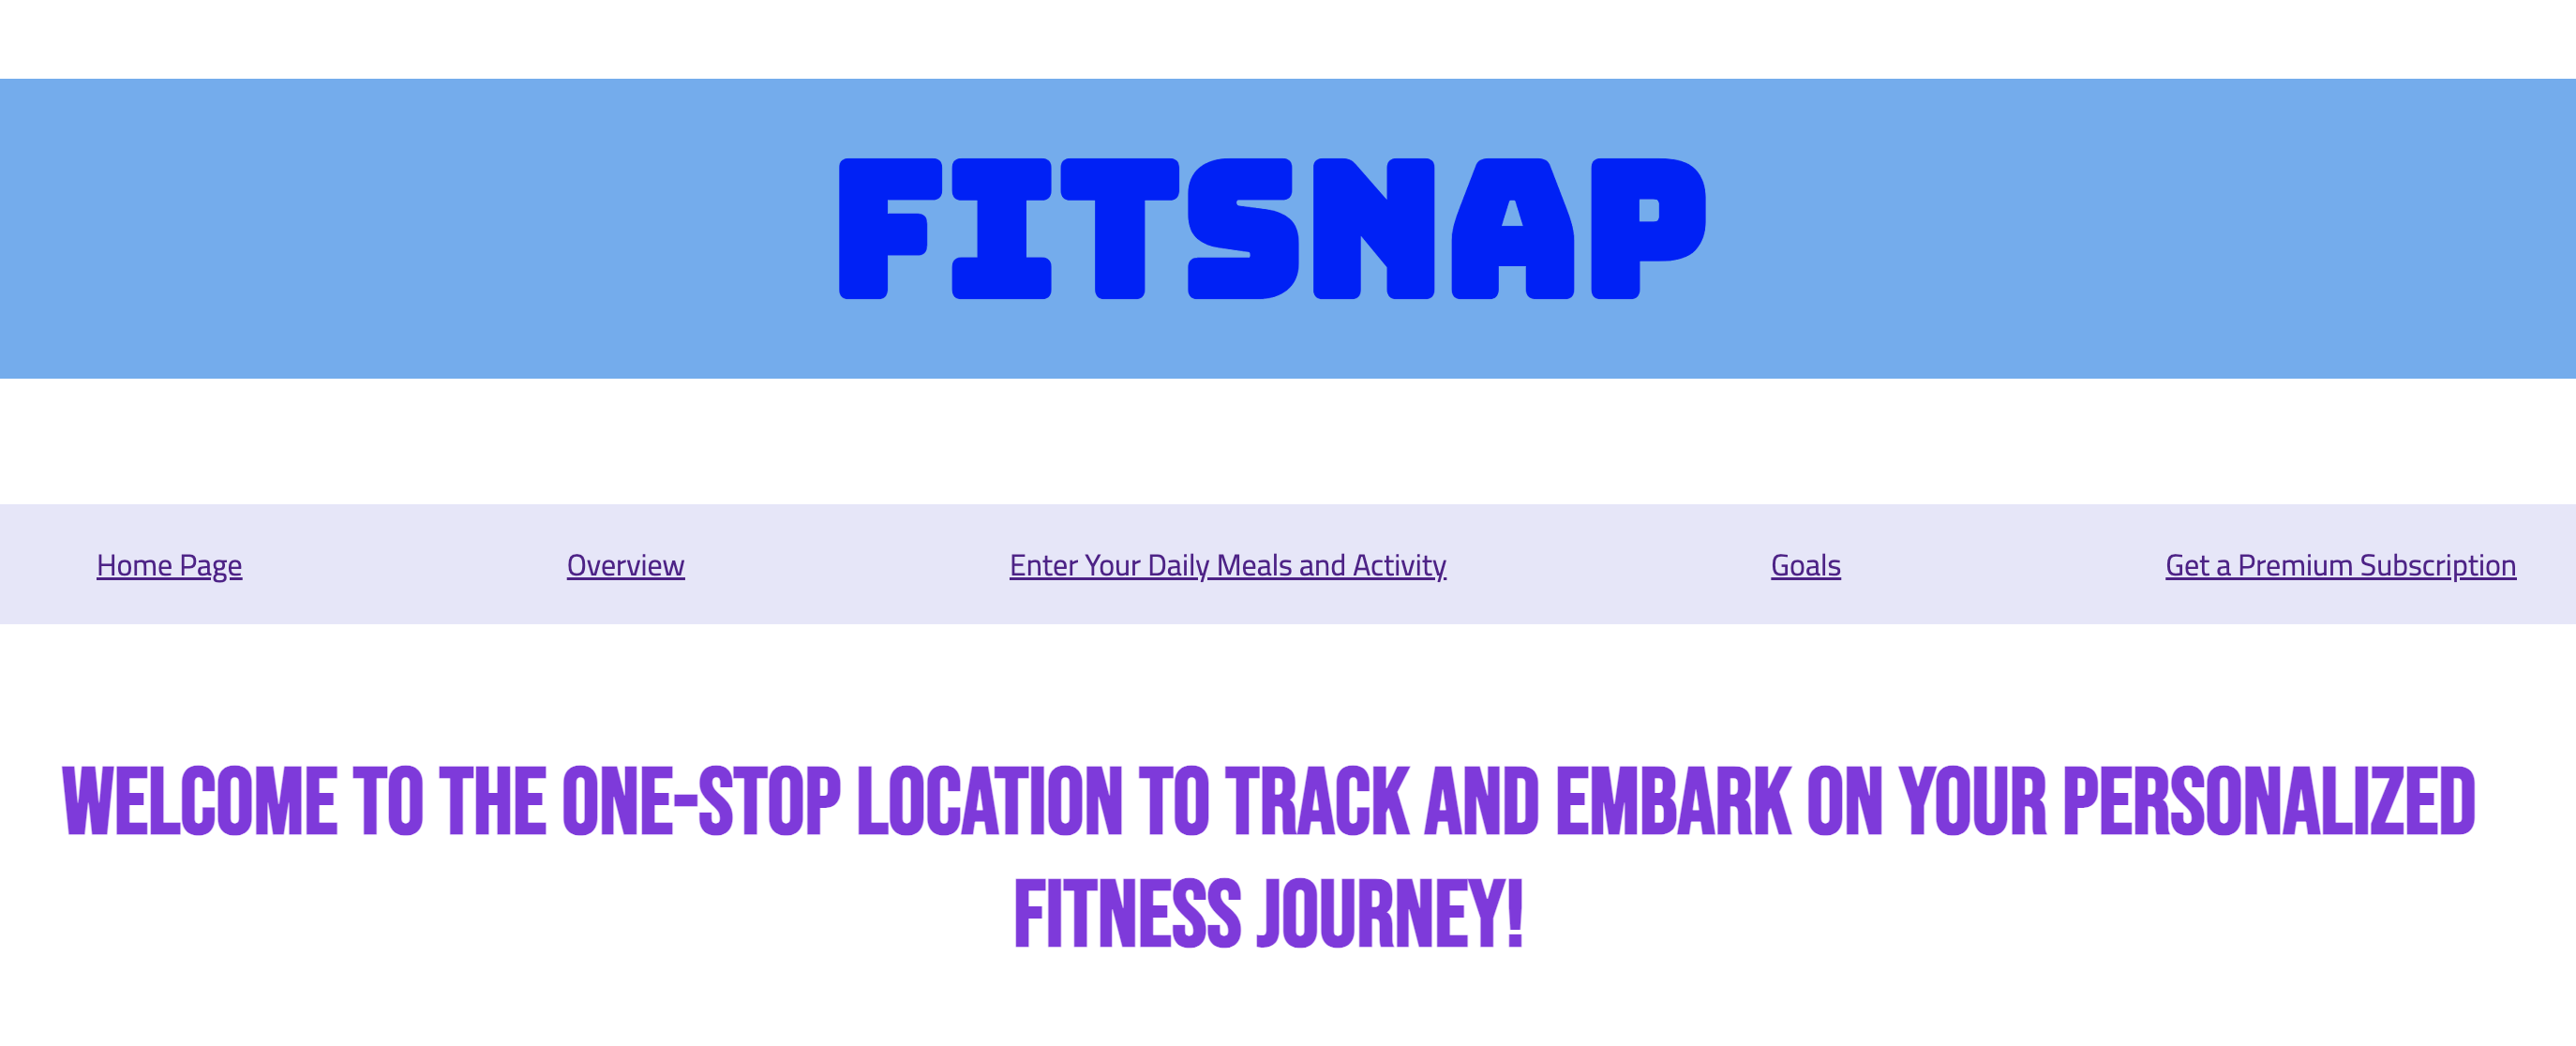 FITSNAP
Home Page Overview Enter Your Daily Meals and Activity Goals Get a Premium Subscription
WELCOME TO THE ONE-STOP LOCATION TO TRACK AND EMBARK ON YOUR PERSONALIZED
FITNESS JOURNEY!